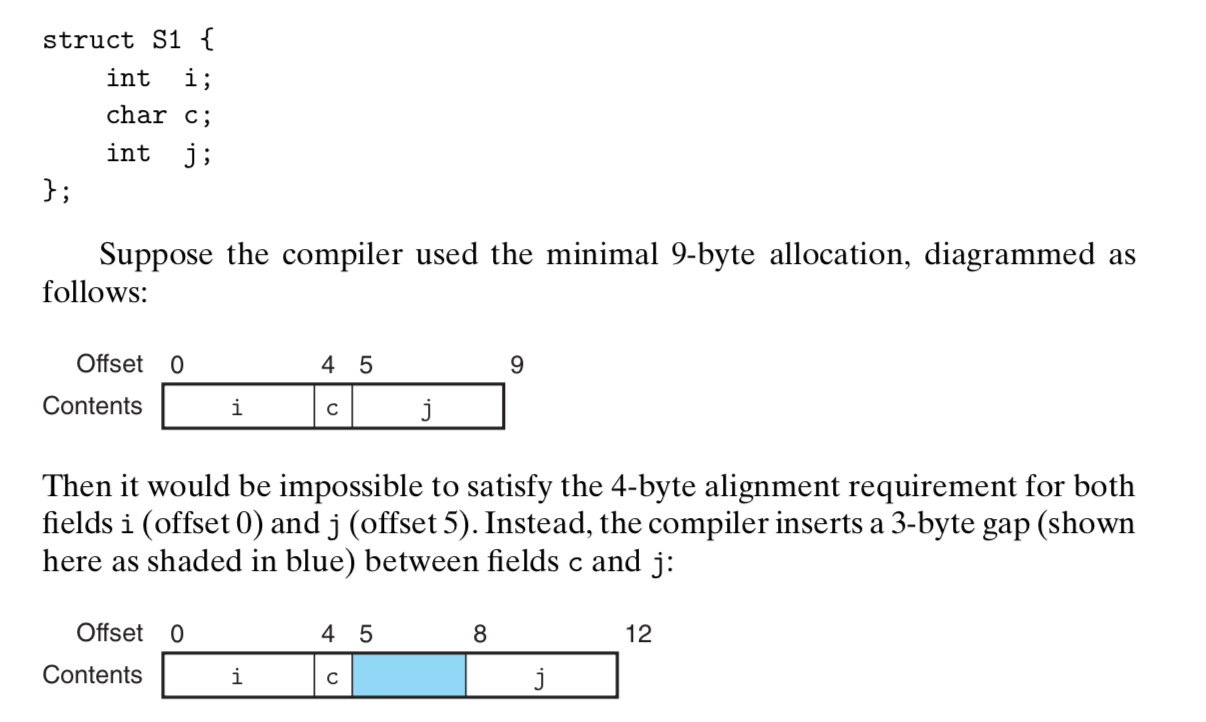 struct S1 {
    int  i;
    char c;
    int  j;
};
Suppose the compiler used the minimal 9-byte allocation, diagrammed as
follows:
Offset 0 4 5 9
Contents i c j
Then it would be impossible to satisfy the 4-byte alignment requirement for both
fields i (offset 0) and j (offset 5). Instead, the compiler inserts a 3-byte gap (shown
here as shaded in blue) between fields c and j:
Offset 0 4 5 8 12
Contents i c j